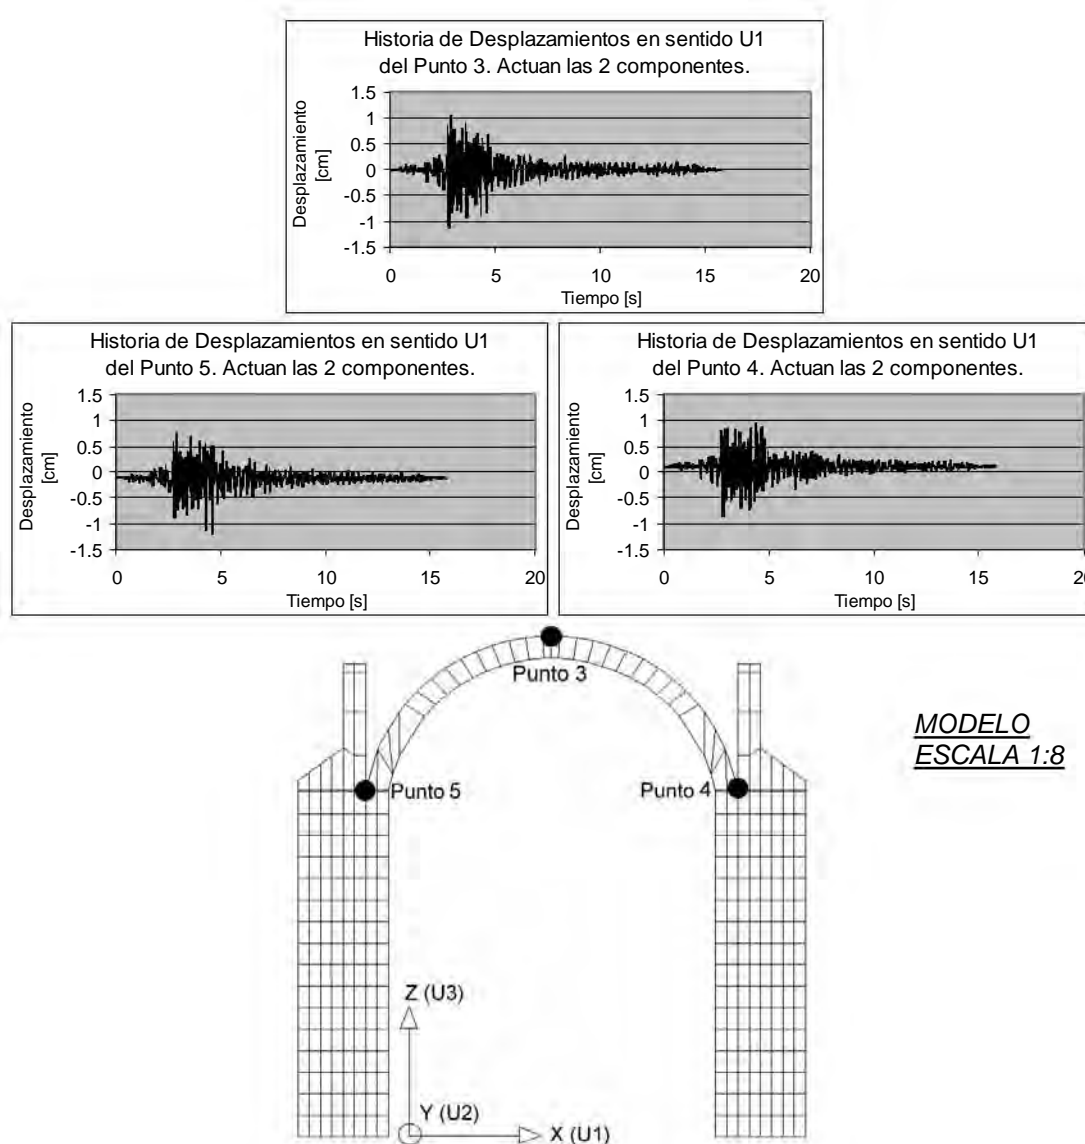 Historia de Desplazamientos en sentido U1
del Punto 3. Actuan las 2 componentes.
Desplazamiento
[cm]
1.5
1
0.5
0
-0.5
-1
-1.5
0 5 10 15 20
Tiempo [s]
Historia de Desplazamientos en sentido U1
del Punto 5. Actuan las 2 componentes.
Desplazamiento
[cm]
1.5
1
0.5
0
-0.5
-1
-1.5
0 5 10 15 20
Tiempo [s]
Historia de Desplazamientos en sentido U1
del Punto 4. Actuan las 2 componentes.
Desplazamiento
[cm]
1.5
1
0.5
0
-0.5
-1
-1.5
0 5 10 15 20
Tiempo [s]
Punto 3
MODELO
ESCALA 1:8
Punto 5
Punto 4
Z (U3)
Y (U2)
X (U1)